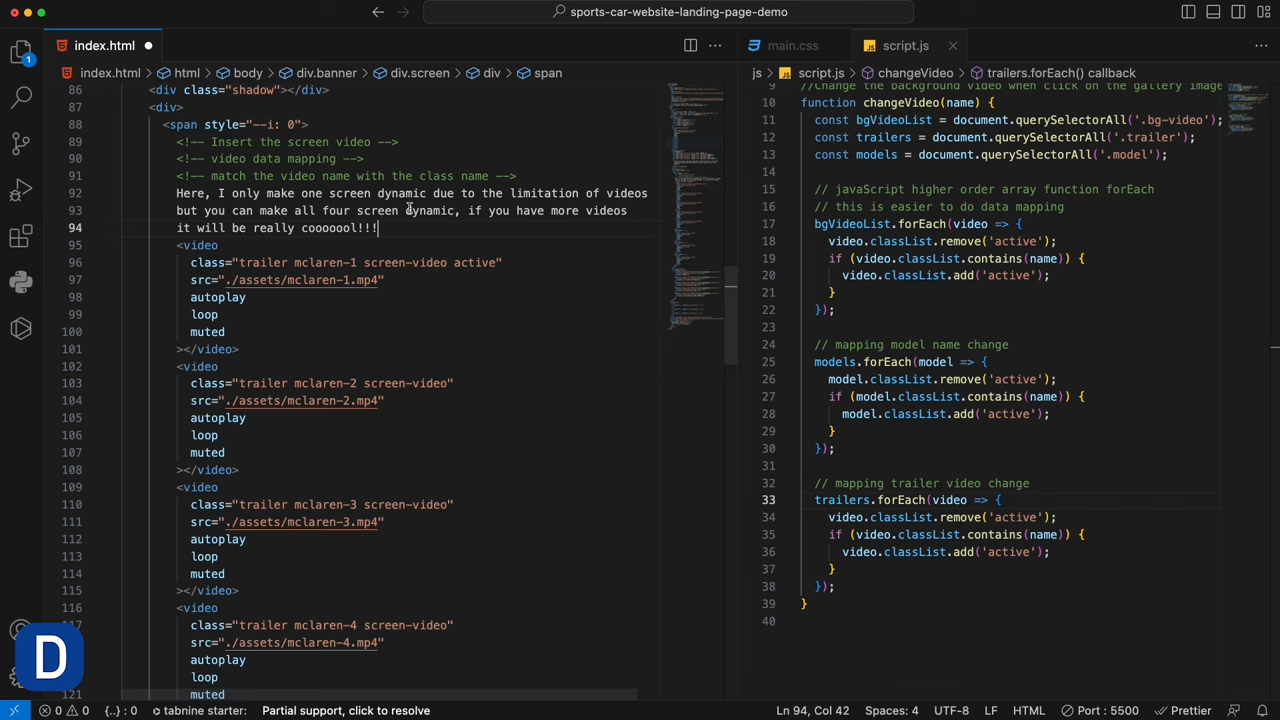 sports-car-website-landing-page-demo
index.html
main.css
script.js
index.html > html > body > div.banner > div.screen > div > span
js > script.js > changeVideo > trailers.forEach() callback
1
86 <div class="shadow"></div>
87 <div>
88 <span style="--i: 0">
89 <!-- Insert the screen video -->
90 <!-- video data mapping -->
91 <!-- match the video name with the class name -->
92 Here, I only make one screen dynamic due to the limitation of videos
93 but you can make all four screen dynamic, if you have more videos
94 it will be really cooooool!!!
95 <video
96 class="trailer mclaren-1 screen-video active"
97 src="./assets/mclaren-1.mp4"
98 autoplay
99 loop
100 muted
101 ></video>
102 <video
103 class="trailer mclaren-2 screen-video"
104 src="./assets/mclaren-2.mp4"
105 autoplay
106 loop
107 muted
108 ></video>
109 <video
110 class="trailer mclaren-3 screen-video"
111 src="./assets/mclaren-3.mp4"
112 autoplay
113 loop
114 muted
115 ></video>
116 <video
117 class="trailer mclaren-4 screen-video"
118 src="./assets/mclaren-4.mp4"
119 autoplay
120 loop
121 muted
9 //Change the background video when click on the gallery image
10 function changeVideo(name) {
11 const bgVideoList = document.querySelectorAll('.bg-video');
12 const trailers = document.querySelectorAll('.trailer');
13 const models = document.querySelectorAll('.model');
14
15 // javaScript higher order array function forEach
16 // this is easier to do data mapping
17 bgVideoList.forEach(video => {
18 video.classList.remove('active');
19 if (video.classList.contains(name)) {
20 video.classList.add('active');
21 }
22 });
23
24 // mapping model name change
25 models.forEach(model => {
26 model.classList.remove('active');
27 if (model.classList.contains(name)) {
28 model.classList.add('active');
29 }
30 });
31
32 // mapping trailer video change
33 trailers.forEach(video => {
34 video.classList.remove('active');
35 if (video.classList.contains(name)) {
36 video.classList.add('active');
37 }
38 });
39 }
40
D
0 0 {..} : 0 tabnine starter: Partial support, click to resolve Ln 94, Col 42 Spaces: 4 UTF-8 LF HTML Port : 5500 Prettier